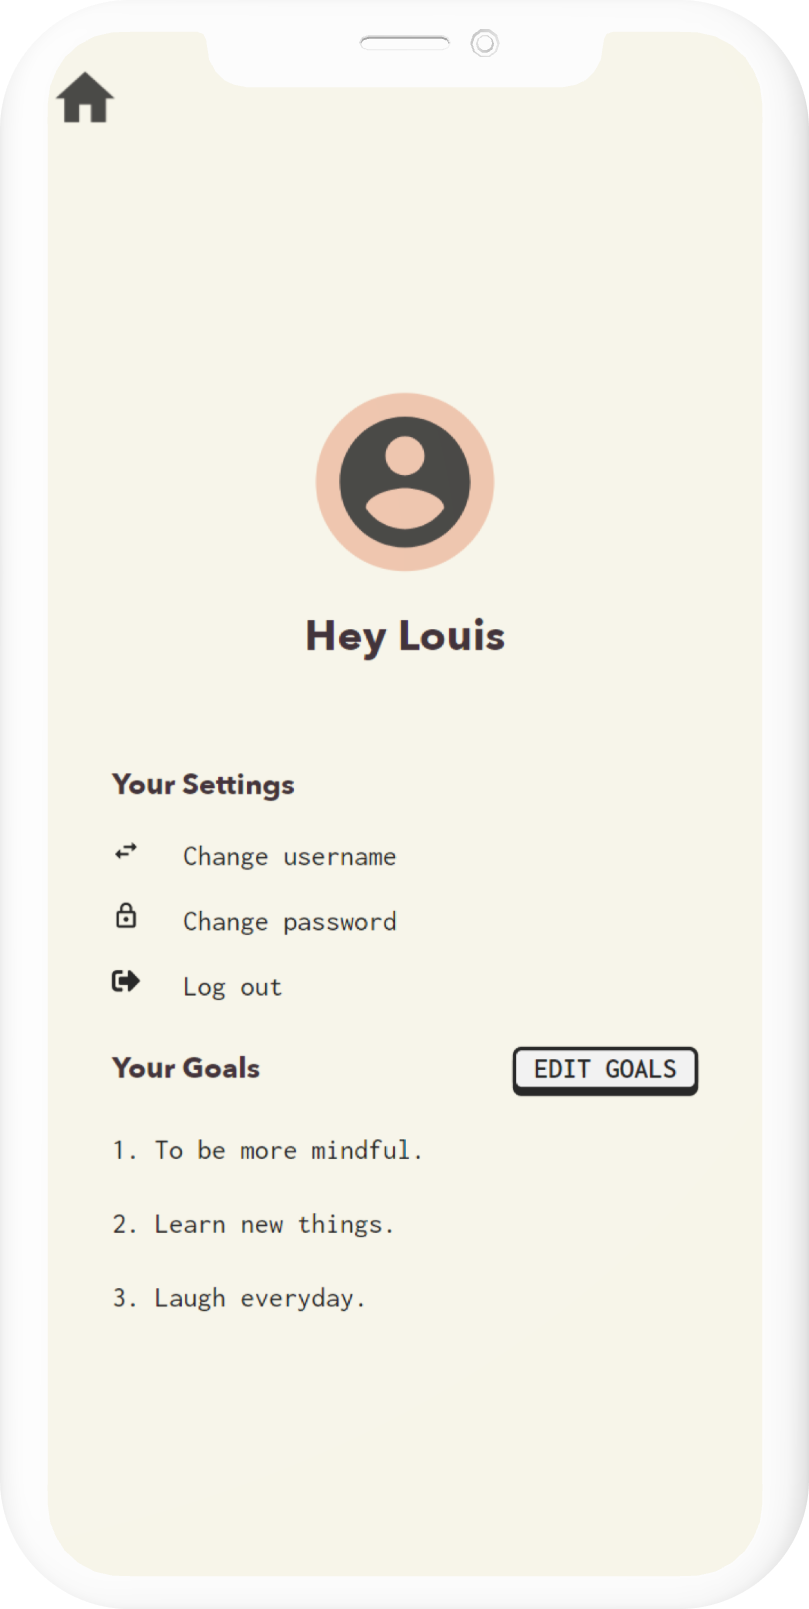 Hey Louis
Your Settings
Change username
Change password
Log out
Your Goals
EDIT GOALS
1. To be more mindful.
2. Learn new things.
3. Laugh everyday.